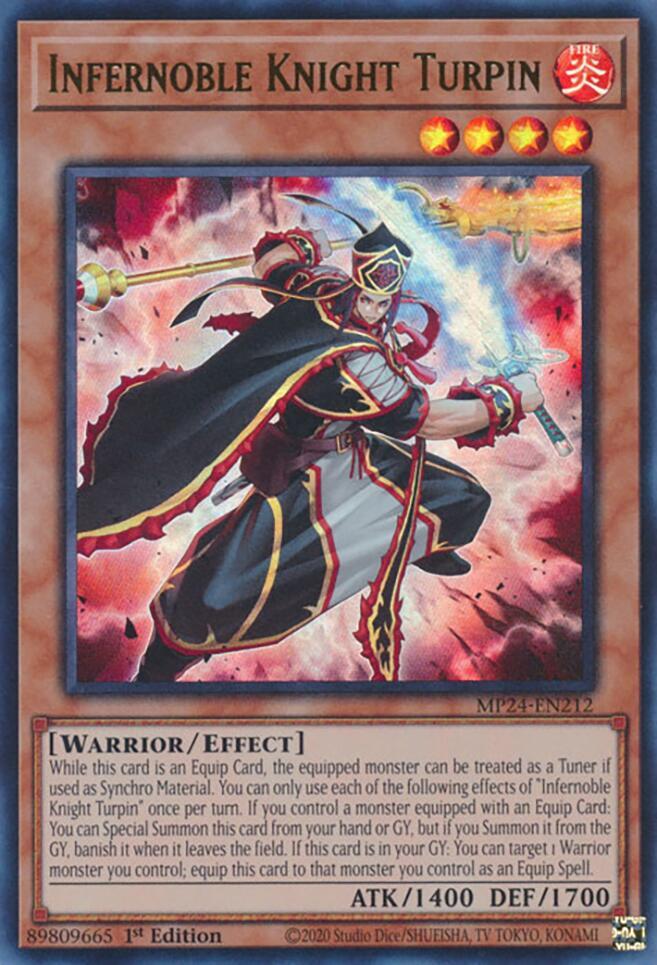 INFERNOBLE KNIGHT TURPIN
FIRE
炎
MP24-EN212
[WARRIOR/EFFECT]
While this card is an Equip Card, the equipped monster can be treated as a Tuner if
used as Synchro Material. You can only use each of the following effects of "Infernoble
Knight Turpin" once per turn. If you control a monster equipped with an Equip Card:
You can Special Summon this card from your hand or GY, but if you Summon it from the
GY, banish it when it leaves the field. If this card is in your GY: You can target 1 Warrior
monster you control; equip this card to that monster you control as an Equip Spell.
ATK/1400 DEF/1700
89809665 1st Edition
©2020 Studio Dice/SHUEISHA, TV TOKYO, KONAMI